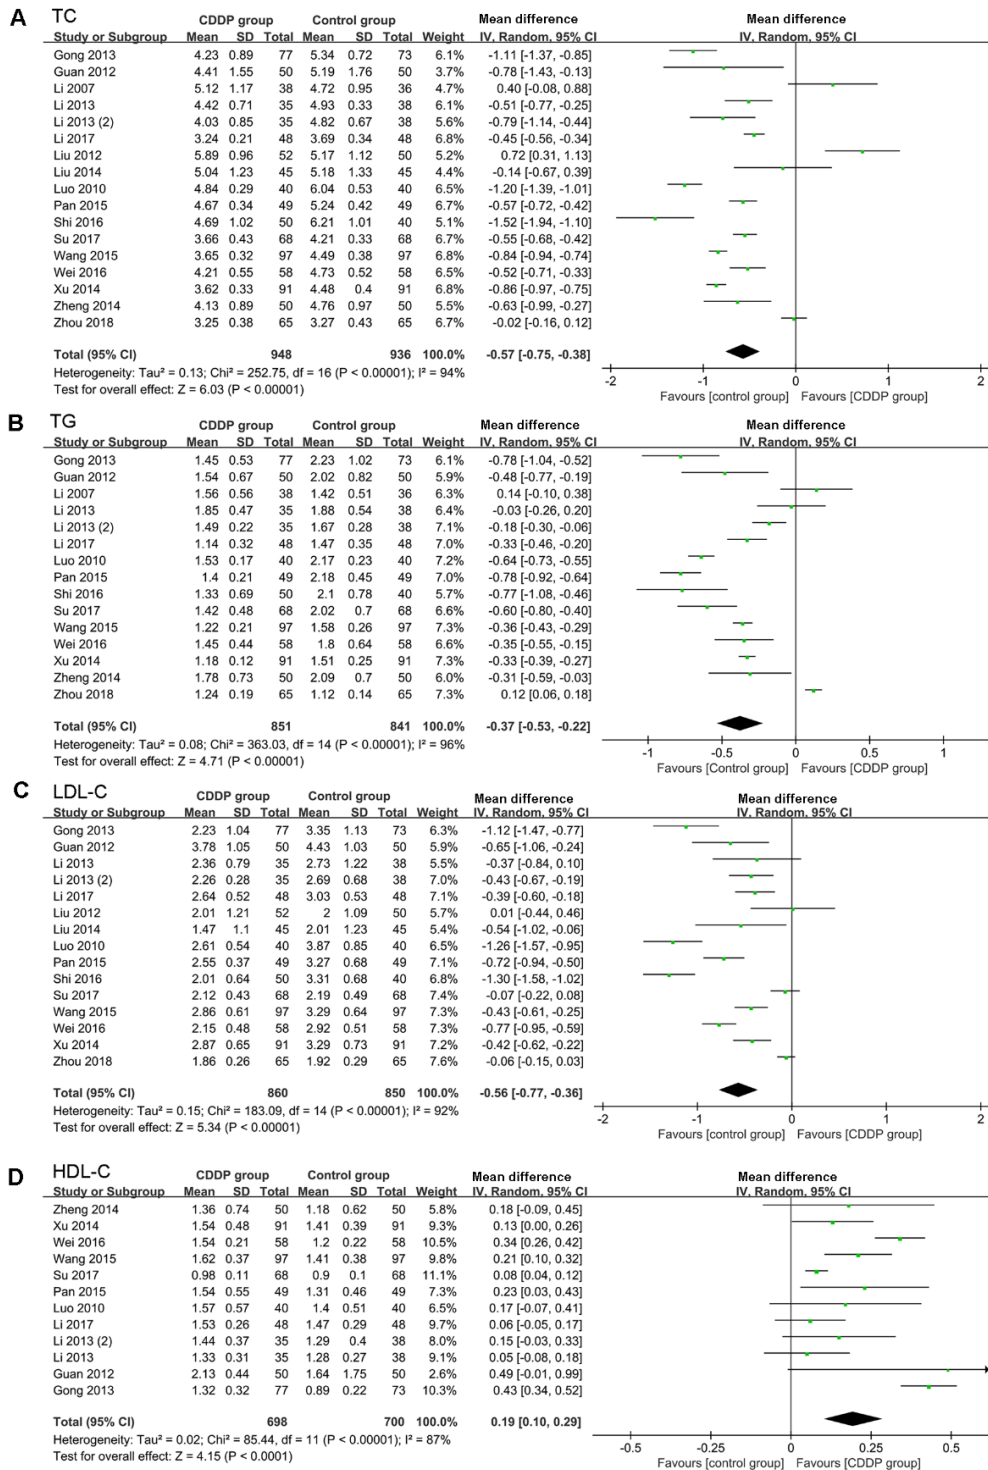 A TC
CDDP group Control group Mean difference Mean difference
Study or Subgroup Mean SD Total Mean SD Total Weight IV, Random, 95% CI IV, Random, 95% CI
Gong 2013 4.23 0.89 77 5.34 0.72 73 6.1% -1.11 [-1.37, -0.85]
Guan 2012 4.41 1.55 50 5.19 1.76 50 4.0% -0.78 [-1.43, -0.13]
Li 2007 5.12 1.17 38 4.72 0.95 36 4.9% 0.40 [-0.08, 0.88]
Li 2013 4.42 0.71 35 4.93 0.33 38 6.1% -0.51 [-0.77, -0.25]
Li 2013 (2) 4.03 0.85 35 4.82 0.67 38 5.6% -0.79 [-1.14, -0.44]
Li 2017 3.24 0.21 48 3.69 0.34 48 6.8% -0.45 [-0.56, -0.34]
Liu 2012 5.89 0.96 52 5.17 1.12 50 5.2% 0.72 [0.31, 1.13]
Liu 2014 5.04 1.23 45 5.18 1.33 45 4.6% -0.14 [-0.67, 0.39]
Luo 2010 4.84 0.29 40 6.04 0.53 40 6.5% -1.20 [-1.39, -1.01]
Pan 2015 4.67 0.34 49 5.24 0.42 49 6.6% -0.57 [-0.72, -0.42]
Shi 2016 4.69 1.02 50 6.21 1.01 40 5.2% -1.52 [-1.94, -1.10]
Su 2017 3.66 0.43 68 4.21 0.33 68 6.7% -0.55 [-0.68, -0.42]
Wang 2015 3.65 0.32 97 4.49 0.38 97 6.8% -0.84 [-0.94, -0.74]
Wei 2016 4.21 0.55 58 4.73 0.52 58 6.5% -0.52 [-0.71, -0.33]
Xu 2014 3.62 0.33 91 4.48 0.4 91 6.8% -0.86 [-0.97, -0.75]
Zheng 2014 4.13 0.89 50 4.76 0.97 50 5.5% -0.63 [-0.99, -0.27]
Zhou 2018 3.25 0.38 65 3.27 0.43 65 6.7% -0.02 [-0.16, 0.12]
Total (95% CI) 948 936 100.0% -0.57 [-0.75, -0.38]
Heterogeneity: Tau² = 0.13; Chi² = 252.75, df = 16 (P < 0.00001); I² = 94%
Test for overall effect: Z = 6.03 (P < 0.00001)
-2 -1 0 1 2
Favours [control group] Favours [CDDP group]
B TG
CDDP group Control group Mean difference Mean difference
Study or Subgroup Mean SD Total Mean SD Total Weight IV, Random, 95% CI IV, Random, 95% CI
Gong 2013 1.45 0.53 77 2.23 1.02 73 6.1% -0.78 [-1.04, -0.52]
Guan 2012 1.54 0.67 50 2.02 0.82 50 5.9% -0.48 [-0.77, -0.19]
Li 2007 1.56 0.56 38 1.42 0.51 36 6.3% 0.14 [-0.10, 0.38]
Li 2013 1.85 0.47 35 1.88 0.54 38 6.3% -0.03 [-0.26, 0.20]
Li 2013 (2) 1.49 0.22 35 1.67 0.28 38 7.1% -0.18 [-0.30, -0.06]
Li 2017 1.14 0.32 48 1.47 0.35 48 7.0% -0.33 [-0.46, -0.20]
Luo 2010 1.53 0.17 40 2.17 0.23 40 7.2% -0.64 [-0.73, -0.55]
Pan 2015 1.4 0.21 49 2.18 0.45 49 7.0% -0.78 [-0.92, -0.64]
Shi 2016 1.33 0.69 50 2.1 0.78 40 5.7% -0.77 [-1.08, -0.46]
Su 2017 1.42 0.48 68 2.02 0.7 68 6.6% -0.60 [-0.80, -0.40]
Wang 2015 1.22 0.21 97 1.58 0.26 97 7.3% -0.36 [-0.43, -0.29]
Wei 2016 1.45 0.44 58 1.8 0.64 58 6.6% -0.35 [-0.55, -0.15]
Xu 2014 1.18 0.12 91 1.51 0.25 91 7.3% -0.33 [-0.39, -0.27]
Zheng 2014 1.78 0.73 50 2.09 0.7 50 6.0% -0.31 [-0.59, -0.03]
Zhou 2018 1.24 0.19 65 1.12 0.14 65 7.3% 0.12 [0.06, 0.18]
Total (95% CI) 851 841 100.0% -0.37 [-0.53, -0.22]
Heterogeneity: Tau² = 0.08; Chi² = 363.03, df = 14 (P < 0.00001); I² = 96%
Test for overall effect: Z = 4.71 (P < 0.00001)
-1 -0.5 0 0.5 1
Favours [Control group] Favours [CDDP group]
C LDL-C
CDDP group Control group Mean difference Mean difference
Study or Subgroup Mean SD Total Mean SD Total Weight IV, Random, 95% CI IV, Random, 95% CI
Gong 2013 2.23 1.04 77 3.35 1.13 73 6.3% -1.12 [-1.47, -0.77]
Guan 2012 3.78 1.05 50 4.43 1.03 50 5.9% -0.65 [-1.06, -0.24]
Li 2013 2.36 0.79 35 2.73 1.22 38 5.5% -0.37 [-0.84, 0.10]
Li 2013 (2) 2.26 0.28 35 2.69 0.68 38 7.0% -0.43 [-0.67, -0.19]
Li 2017 2.64 0.52 48 3.03 0.53 48 7.1% -0.39 [-0.60, -0.18]
Liu 2012 2.01 1.21 52 2 1.09 50 5.7% 0.01 [-0.44, 0.46]
Liu 2014 1.47 1.1 45 2.01 1.23 45 5.4% -0.54 [-1.02, -0.06]
Luo 2010 2.61 0.54 40 3.87 0.85 40 6.5% -1.26 [-1.57, -0.95]
Pan 2015 2.55 0.37 49 3.27 0.68 49 7.1% -0.72 [-0.94, -0.50]
Shi 2016 2.01 0.64 50 3.31 0.68 40 6.7% -1.30 [-1.58, -1.02]
Su 2017 2.12 0.43 68 2.19 0.49 68 7.4% -0.07 [-0.22, 0.08]
Wang 2015 2.86 0.61 97 3.29 0.64 97 7.3% -0.43 [-0.61, -0.25]
Wei 2016 2.15 0.48 58 2.92 0.51 58 7.3% -0.77 [-0.95, -0.59]
Xu 2014 2.87 0.65 91 3.29 0.73 91 7.2% -0.42 [-0.62, -0.22]
Zhou 2018 1.86 0.26 65 1.92 0.29 65 7.6% -0.06 [-0.15, 0.03]
Total (95% CI) 860 850 100.0% -0.56 [-0.77, -0.36]
Heterogeneity: Tau² = 0.15; Chi² = 183.09, df = 14 (P < 0.00001); I² = 92%
Test for overall effect: Z = 5.34 (P < 0.00001)
-2 -1 0 1 2
Favours [control group] Favours [CDDP group]
D HDL-C
CDDP group Control group Mean difference Mean difference
Study or Subgroup Mean SD Total Mean SD Total Weight IV, Random, 95% CI IV, Random, 95% CI
Zheng 2014 1.36 0.74 50 1.18 0.62 50 5.8% 0.18 [-0.09, 0.45]
Xu 2014 1.54 0.48 91 1.41 0.39 91 9.3% 0.13 [0.00, 0.26]
Wei 2016 1.54 0.21 58 1.2 0.22 58 10.5% 0.34 [0.26, 0.42]
Wang 2015 1.62 0.37 97 1.41 0.38 97 9.8% 0.21 [0.10, 0.32]
Su 2017 0.98 0.11 68 0.9 0.1 68 11.1% 0.08 [0.04, 0.12]
Pan 2015 1.54 0.55 49 1.31 0.46 49 7.3% 0.23 [0.03, 0.43]
Luo 2010 1.57 0.57 40 1.4 0.51 40 6.4% 0.17 [-0.07, 0.41]
Li 2017 1.53 0.26 48 1.47 0.29 48 9.8% 0.06 [-0.05, 0.17]
Li 2013 (2) 1.44 0.37 35 1.29 0.4 38 7.9% 0.15 [-0.03, 0.33]
Li 2013 1.33 0.31 35 1.28 0.27 38 9.1% 0.05 [-0.08, 0.18]
Guan 2012 2.13 0.44 50 1.64 1.75 50 2.6% 0.49 [-0.01, 0.99]
Gong 2013 1.32 0.32 77 0.89 0.22 73 10.3% 0.43 [0.34, 0.52]
Total (95% CI) 698 700 100.0% 0.19 [0.10, 0.29]
Heterogeneity: Tau² = 0.02; Chi² = 85.44, df = 11 (P < 0.00001); I² = 87%
Test for overall effect: Z = 4.15 (P < 0.0001)
-0.5 -0.25 0 0.25 0.5
Favours [control group] Favours [CDDP group]